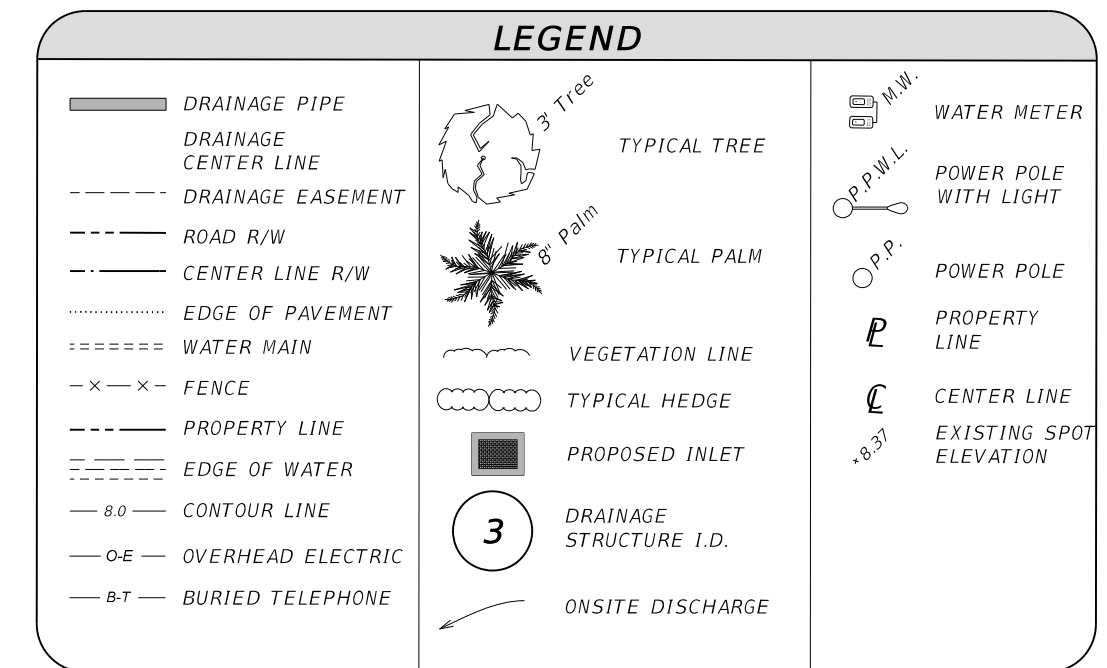 LEGEND
DRAINAGE PIPE
DRAINAGE
CENTER LINE
DRAINAGE EASEMENT
ROAD R/W
CENTER LINE R/W
EDGE OF PAVEMENT
WATER MAIN
FENCE
PROPERTY LINE
EDGE OF WATER
8.0 CONTOUR LINE
O-E OVERHEAD ELECTRIC
B-T BURIED TELEPHONE
3' Tree
TYPICAL TREE
8" Palm
TYPICAL PALM
VEGETATION LINE
TYPICAL HEDGE
PROPOSED INLET
3
DRAINAGE
STRUCTURE I.D.
ONSITE DISCHARGE
M.W.
WATER METER
P.P.W.L.
POWER POLE
WITH LIGHT
P.P.
POWER POLE
PL
PROPERTY
LINE
CL
CENTER LINE
+8.37
EXISTING SPOT
ELEVATION